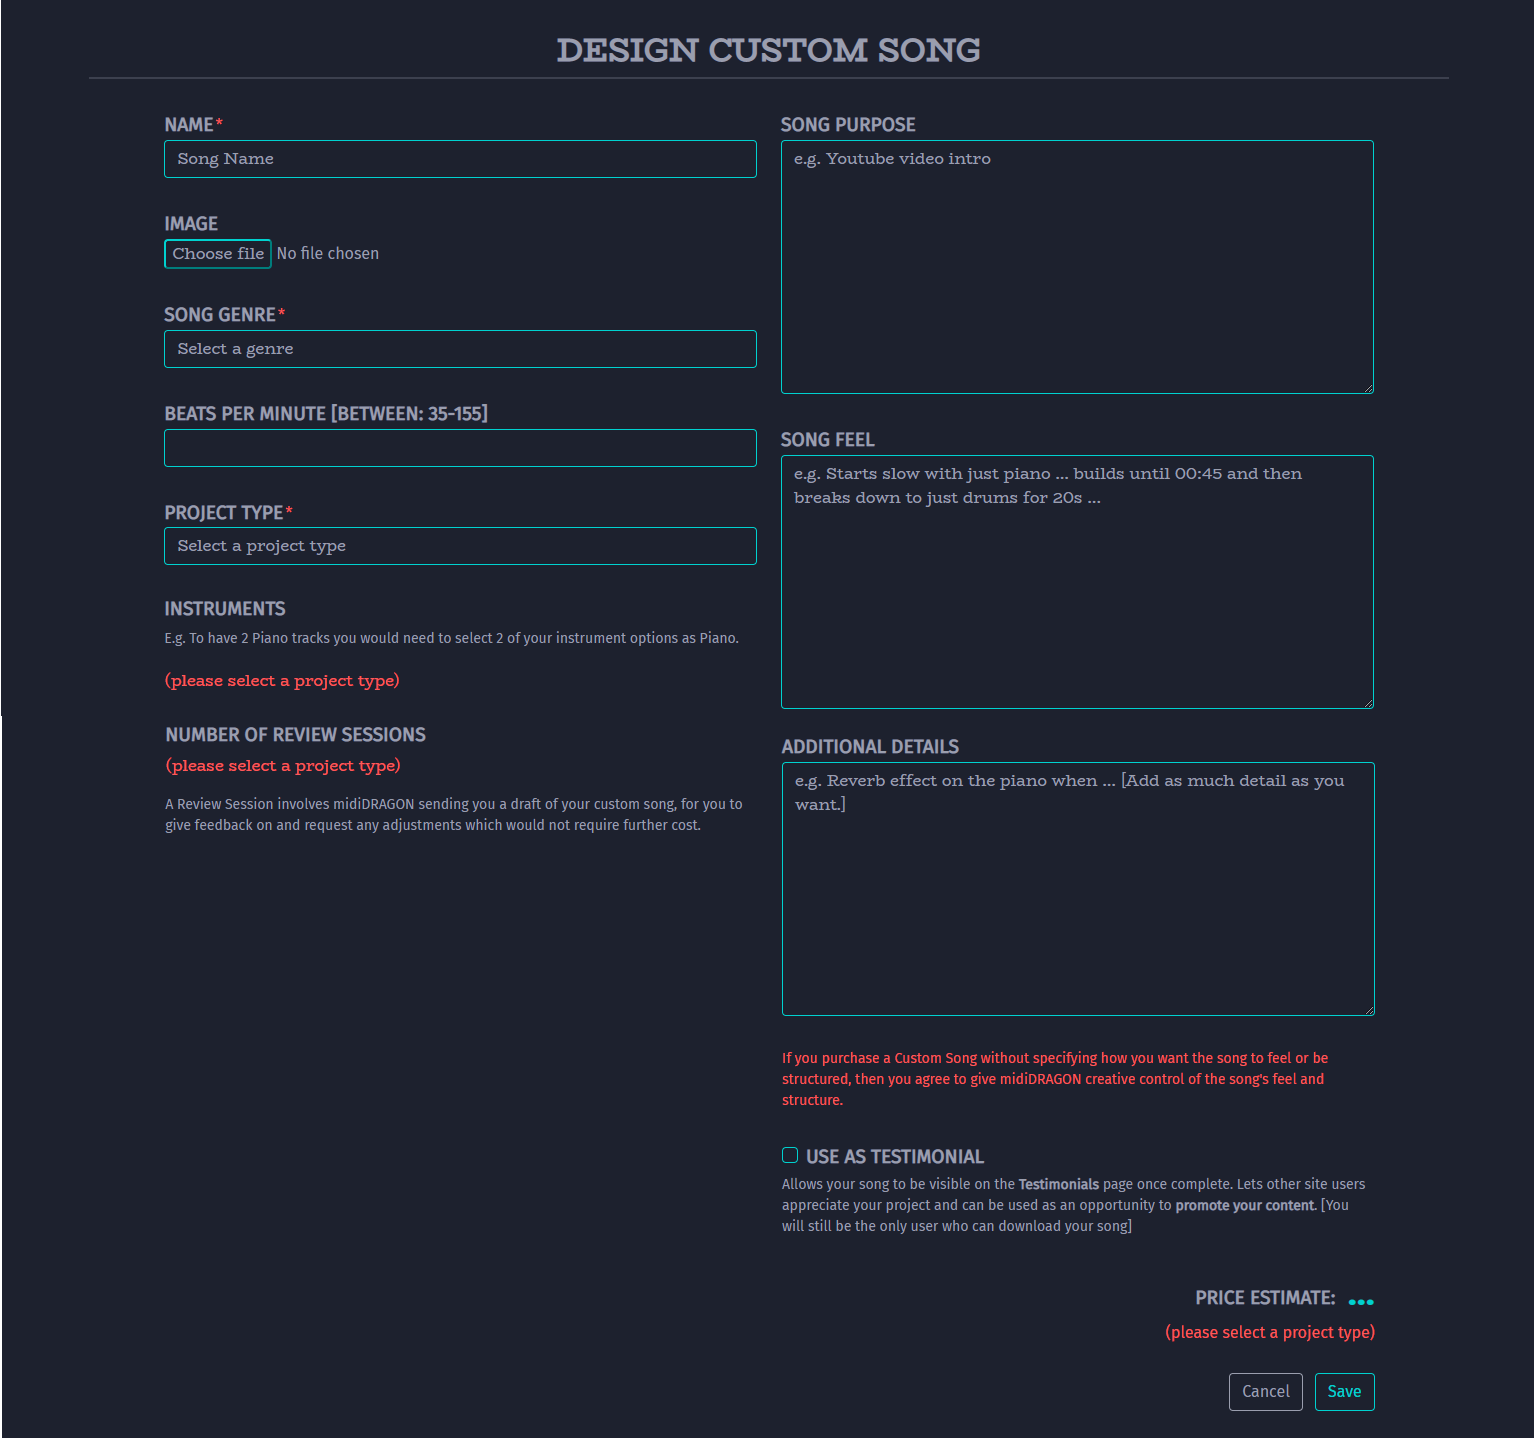 DESIGN CUSTOM SONG
NAME*
Song Name
IMAGE
Choose file No file chosen
SONG GENRE*
Select a genre
BEATS PER MINUTE [BETWEEN: 35-155]
PROJECT TYPE*
Select a project type
INSTRUMENTS
E.g. To have 2 Piano tracks you would need to select 2 of your instrument options as Piano.
(please select a project type)
NUMBER OF REVIEW SESSIONS
(please select a project type)
A Review Session involves midiDRAGON sending you a draft of your custom song, for you to
give feedback on and request any adjustments which would not require further cost.
SONG PURPOSE
e.g. Youtube video intro
SONG FEEL
e.g. Starts slow with just piano ... builds until 00:45 and then
breaks down to just drums for 20s ...
ADDITIONAL DETAILS
e.g. Reverb effect on the piano when ... [Add as much detail as you
want.]
If you purchase a Custom Song without specifying how you want the song to feel or be
structured, then you agree to give midiDRAGON creative control of the song's feel and
structure.
USE AS TESTIMONIAL
Allows your song to be visible on the Testimonials page once complete. Lets other site users
appreciate your project and can be used as an opportunity to promote your content. [You
will still be the only user who can download your song]
PRICE ESTIMATE: ...
(please select a project type)
Cancel Save